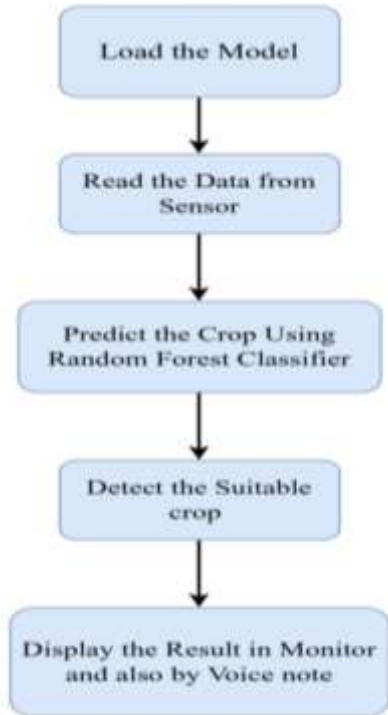 Load the Model
Read the Data from
Sensor
Predict the Crop Using
Random Forest Classifier
Detect the Suitable
crop
Display the Result in Monitor
and also by Voice note